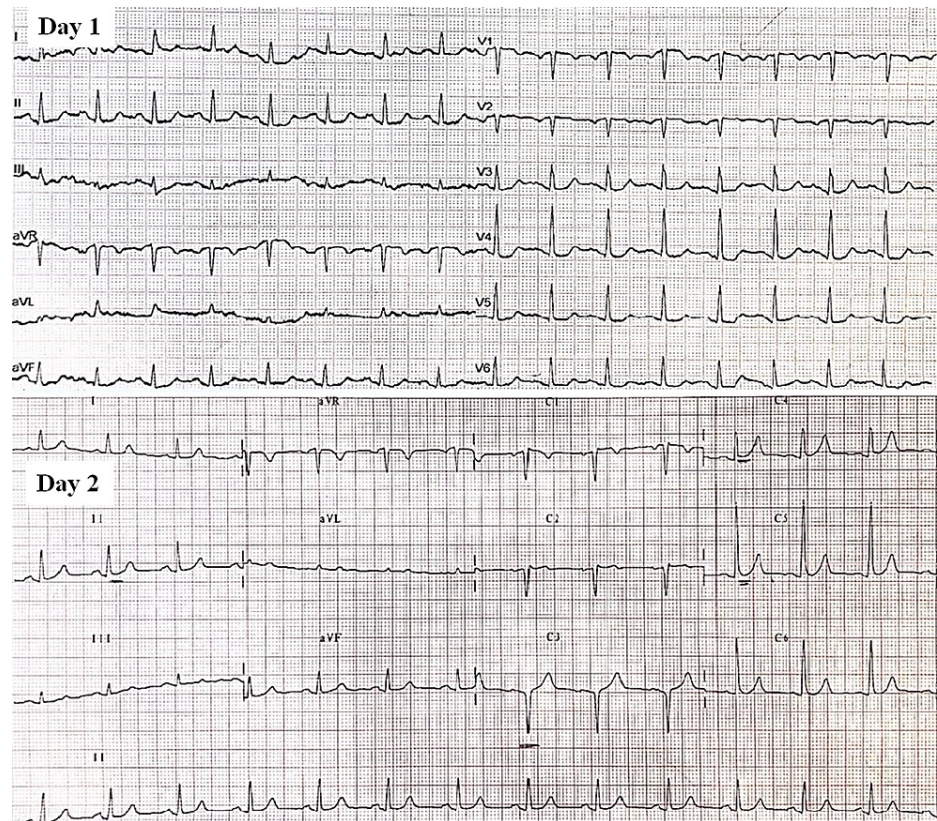 Day 1
I
V1
II
V2
III
V3
aVR
V4
aVL
V5
aVF
V6
I aVR C1 C4
Day 2
II aVL C2 C5
III aVF C3 C6
II